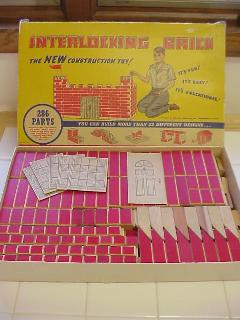 INTERLOCKING BRICK
THE NEW CONSTRUCTION TOY!
IT'S FUN!
IT'S EASY!
IT'S EDUCATIONAL!
286
PARTS
YOU CAN BUILD MORE THAN 22 DIFFERENT DESIGNS...